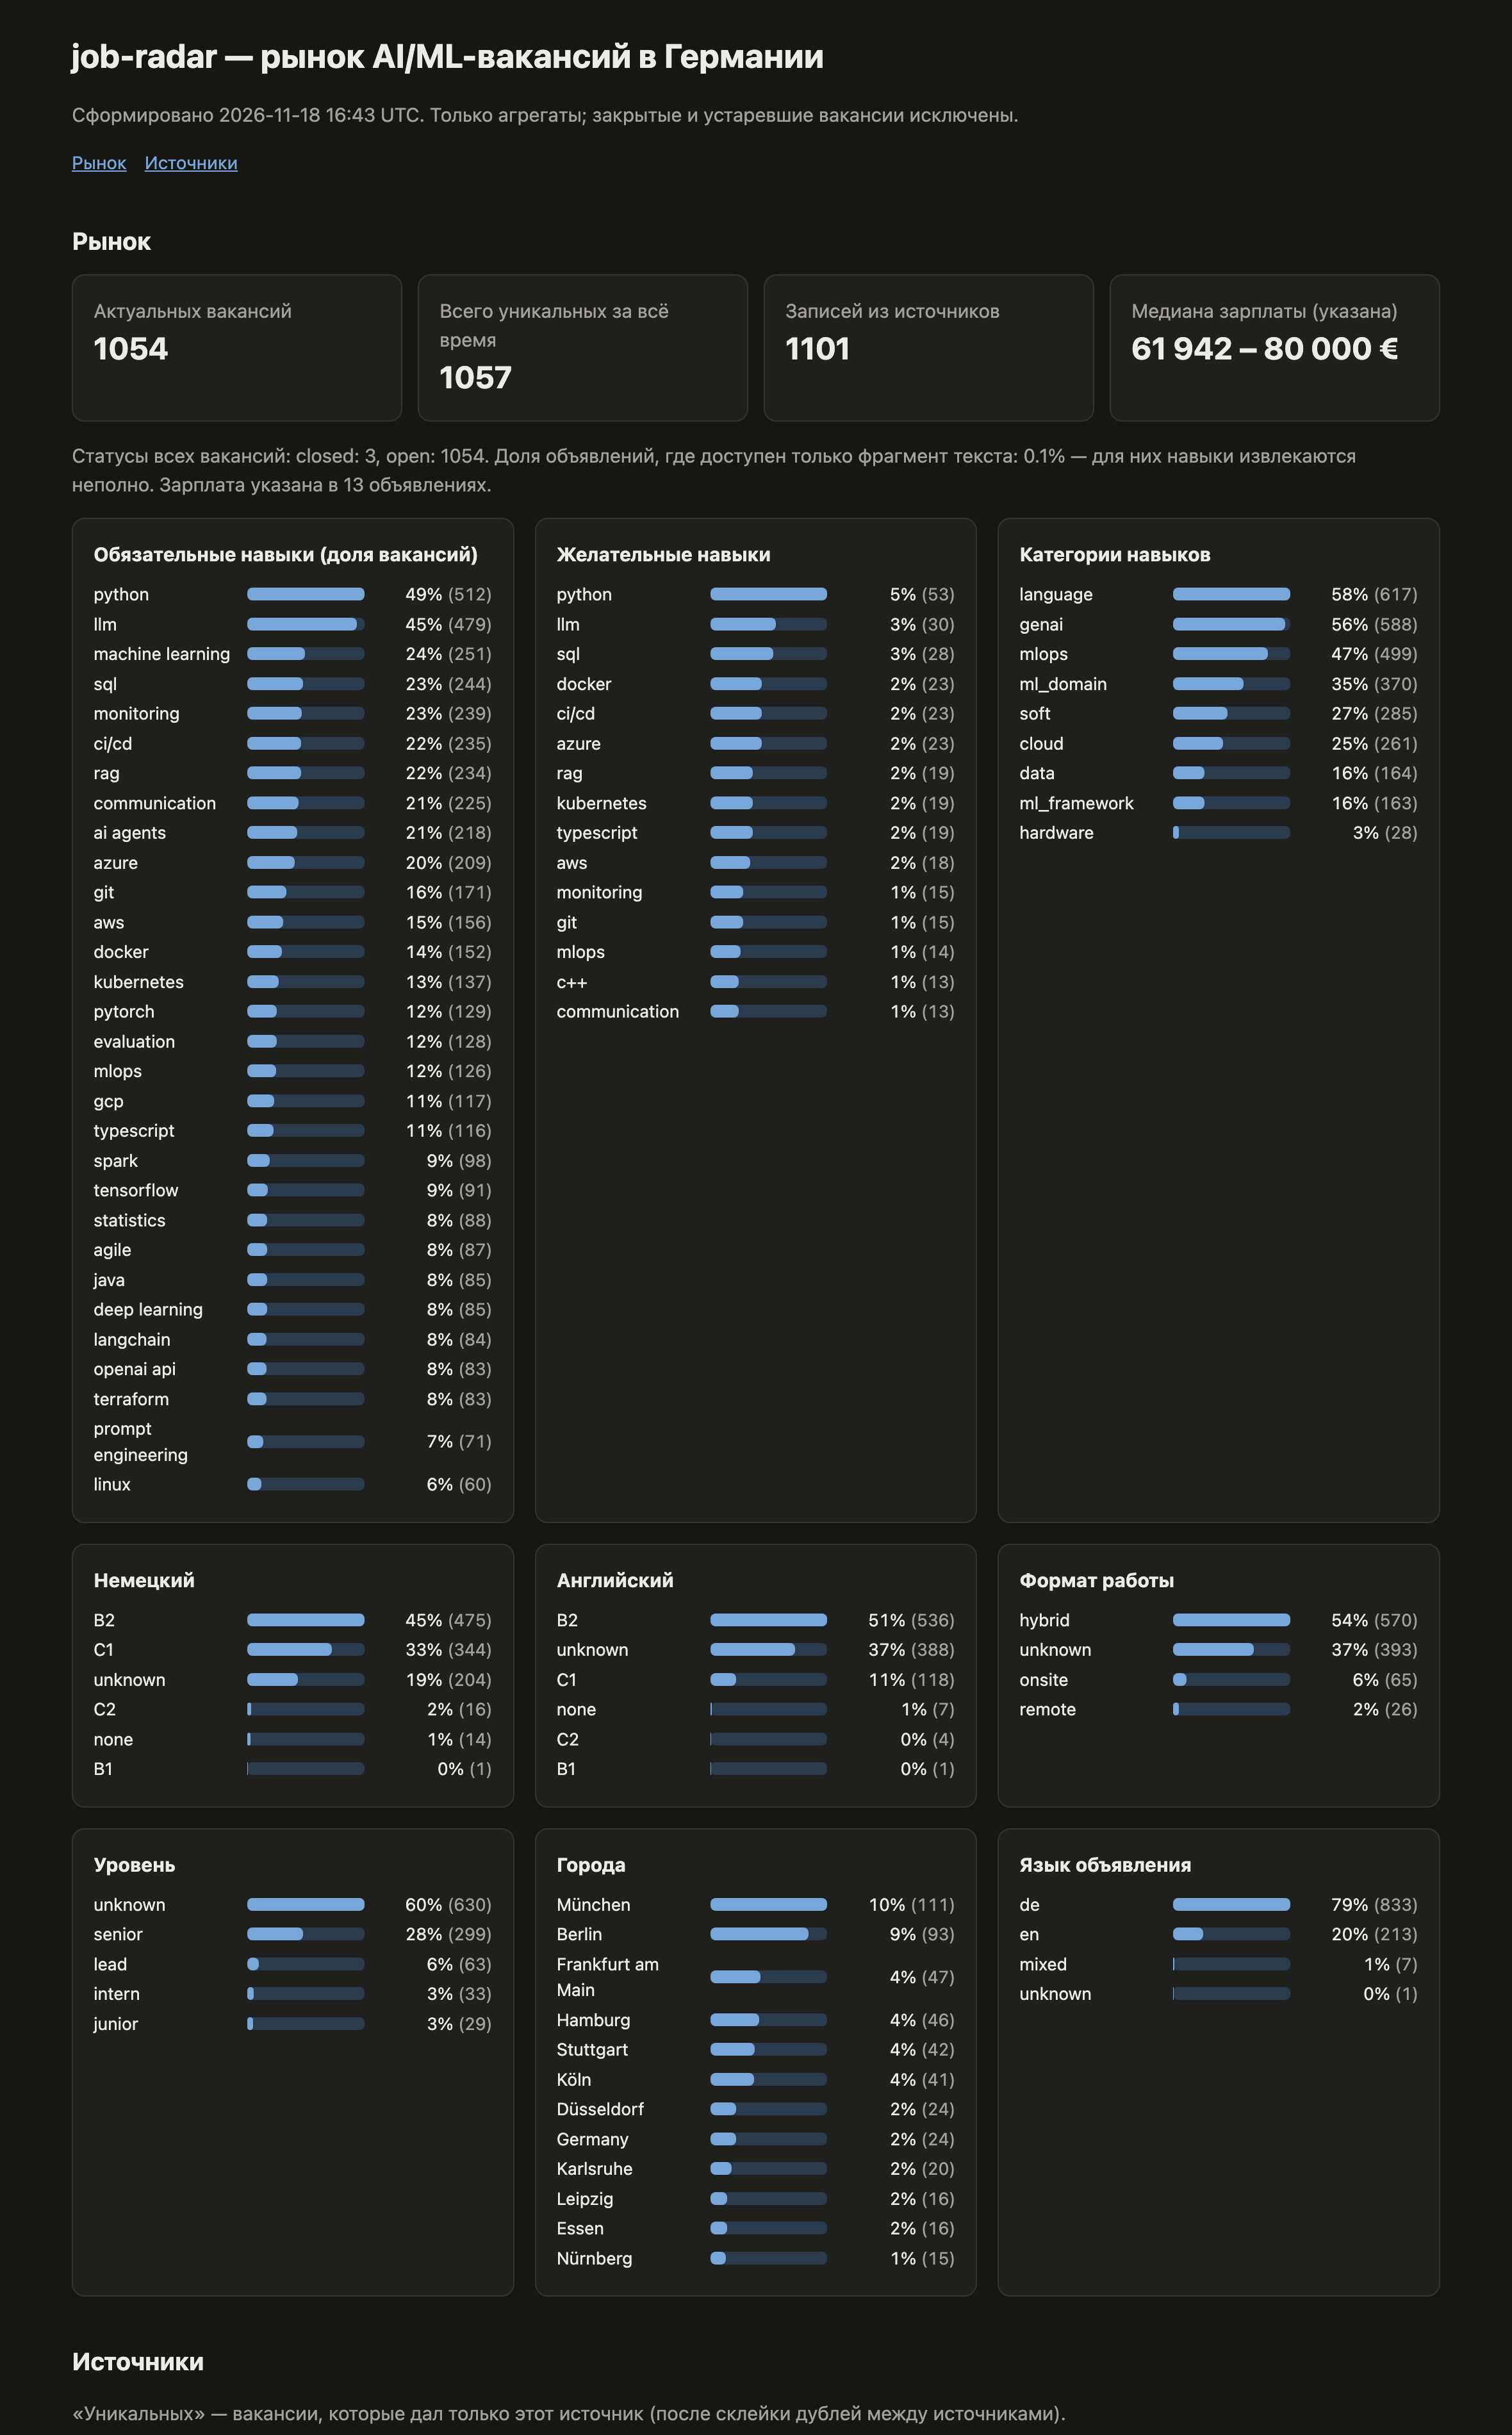 job-radar — рынок AI/ML-вакансий в Германии
Сформировано 2026-11-18 16:43 UTC. Только агрегаты; закрытые и устаревшие вакансии исключены.
Рынок Источники
Рынок
Актуальных вакансий
1054
Всего уникальных за всё
время
1057
Записей из источников
1101
Медиана зарплаты (указана)
61 942 – 80 000 €
Статусы всех вакансий: closed: 3, open: 1054. Доля объявлений, где доступен только фрагмент текста: 0.1% — для них навыки извлекаются
неполно. Зарплата указана в 13 объявлениях.
Обязательные навыки (доля вакансий)
python 49% (512)
llm 45% (479)
machine learning 24% (251)
sql 23% (244)
monitoring 23% (239)
ci/cd 22% (235)
rag 22% (234)
communication 21% (225)
ai agents 21% (218)
azure 20% (209)
git 16% (171)
aws 15% (156)
docker 14% (152)
kubernetes 13% (137)
pytorch 12% (129)
evaluation 12% (128)
mlops 12% (126)
gcp 11% (117)
typescript 11% (116)
spark 9% (98)
tensorflow 9% (91)
statistics 8% (88)
agile 8% (87)
java 8% (85)
deep learning 8% (85)
langchain 8% (84)
openai api 8% (83)
terraform 8% (83)
prompt
engineering 7% (71)
linux 6% (60)
Желательные навыки
python 5% (53)
llm 3% (30)
sql 3% (28)
docker 2% (23)
ci/cd 2% (23)
azure 2% (23)
rag 2% (19)
kubernetes 2% (19)
typescript 2% (19)
aws 2% (18)
monitoring 1% (15)
git 1% (15)
mlops 1% (14)
c++ 1% (13)
communication 1% (13)
Категории навыков
language 58% (617)
genai 56% (588)
mlops 47% (499)
ml_domain 35% (370)
soft 27% (285)
cloud 25% (261)
data 16% (164)
ml_framework 16% (163)
hardware 3% (28)
Немецкий
B2 45% (475)
C1 33% (344)
unknown 19% (204)
C2 2% (16)
none 1% (14)
B1 0% (1)
Английский
B2 51% (536)
unknown 37% (388)
C1 11% (118)
none 1% (7)
C2 0% (4)
B1 0% (1)
Формат работы
hybrid 54% (570)
unknown 37% (393)
onsite 6% (65)
remote 2% (26)
Уровень
unknown 60% (630)
senior 28% (299)
lead 6% (63)
intern 3% (33)
junior 3% (29)
Города
München 10% (111)
Berlin 9% (93)
Frankfurt am
Main 4% (47)
Hamburg 4% (46)
Stuttgart 4% (42)
Köln 4% (41)
Düsseldorf 2% (24)
Germany 2% (24)
Karlsruhe 2% (20)
Leipzig 2% (16)
Essen 2% (16)
Nürnberg 1% (15)
Язык объявления
de 79% (833)
en 20% (213)
mixed 1% (7)
unknown 0% (1)
Источники
«Уникальных» — вакансии, которые дал только этот источник (после склейки дублей между источниками).